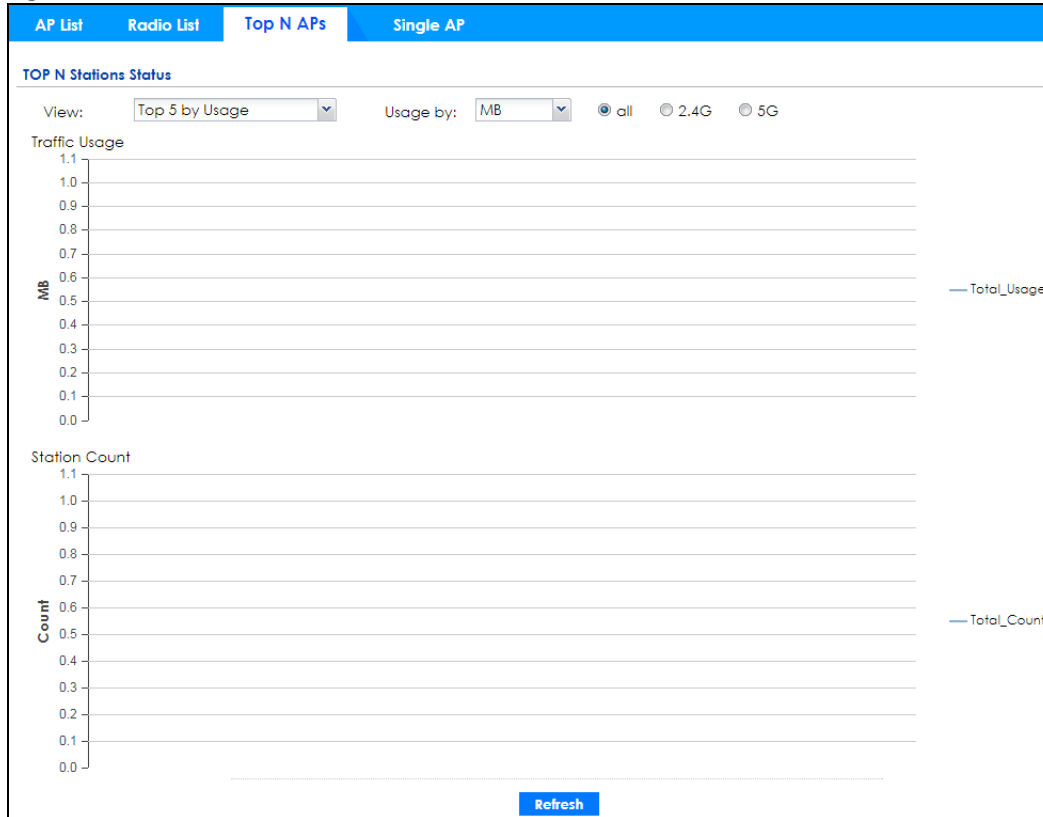 AP List Radio List Top N APs Single AP
TOP N Stations Status
View: Top 5 by Usage Usage by: MB all 2.4G 5G
Traffic Usage
1.1
1.0
0.9
0.8
0.7
0.6
0.5
0.4
0.3
0.2
0.1
0.0
MB
Total_Usage
Station Count
1.1
1.0
0.9
0.8
0.7
0.6
0.5
0.4
0.3
0.2
0.1
0.0
Count
Total_Count
Refresh